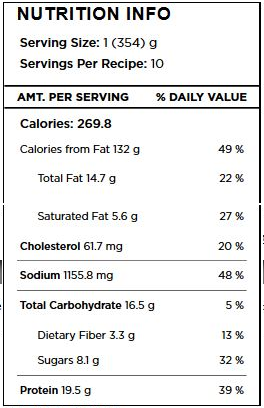 NUTRITION INFO
Serving Size: 1 (354) g
Servings Per Recipe: 10
AMT. PER SERVING % DAILY VALUE
Calories: 269.8
Calories from Fat 132 g 49 %
Total Fat 14.7 g 22 %
Saturated Fat 5.6 g 27 %
Cholesterol 61.7 mg 20 %
Sodium 1155.8 mg 48 %
Total Carbohydrate 16.5 g 5 %
Dietary Fiber 3.3 g 13 %
Sugars 8.1 g 32 %
Protein 19.5 g 39 %